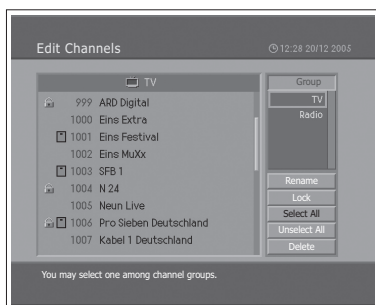 Edit Channels
12:28 20/12 2005
TV
999 ARD Digital
1000 Eins Extra
1001 Eins Festival
1002 Eins MuXx
1003 SFB 1
1004 N 24
1005 Neun Live
1006 Pro Sieben Deutschland
1007 Kabel 1 Deutschland
Group
TV
Radio
Rename
Lock
Select All
Unselect All
Delete
You may select one among channel groups.